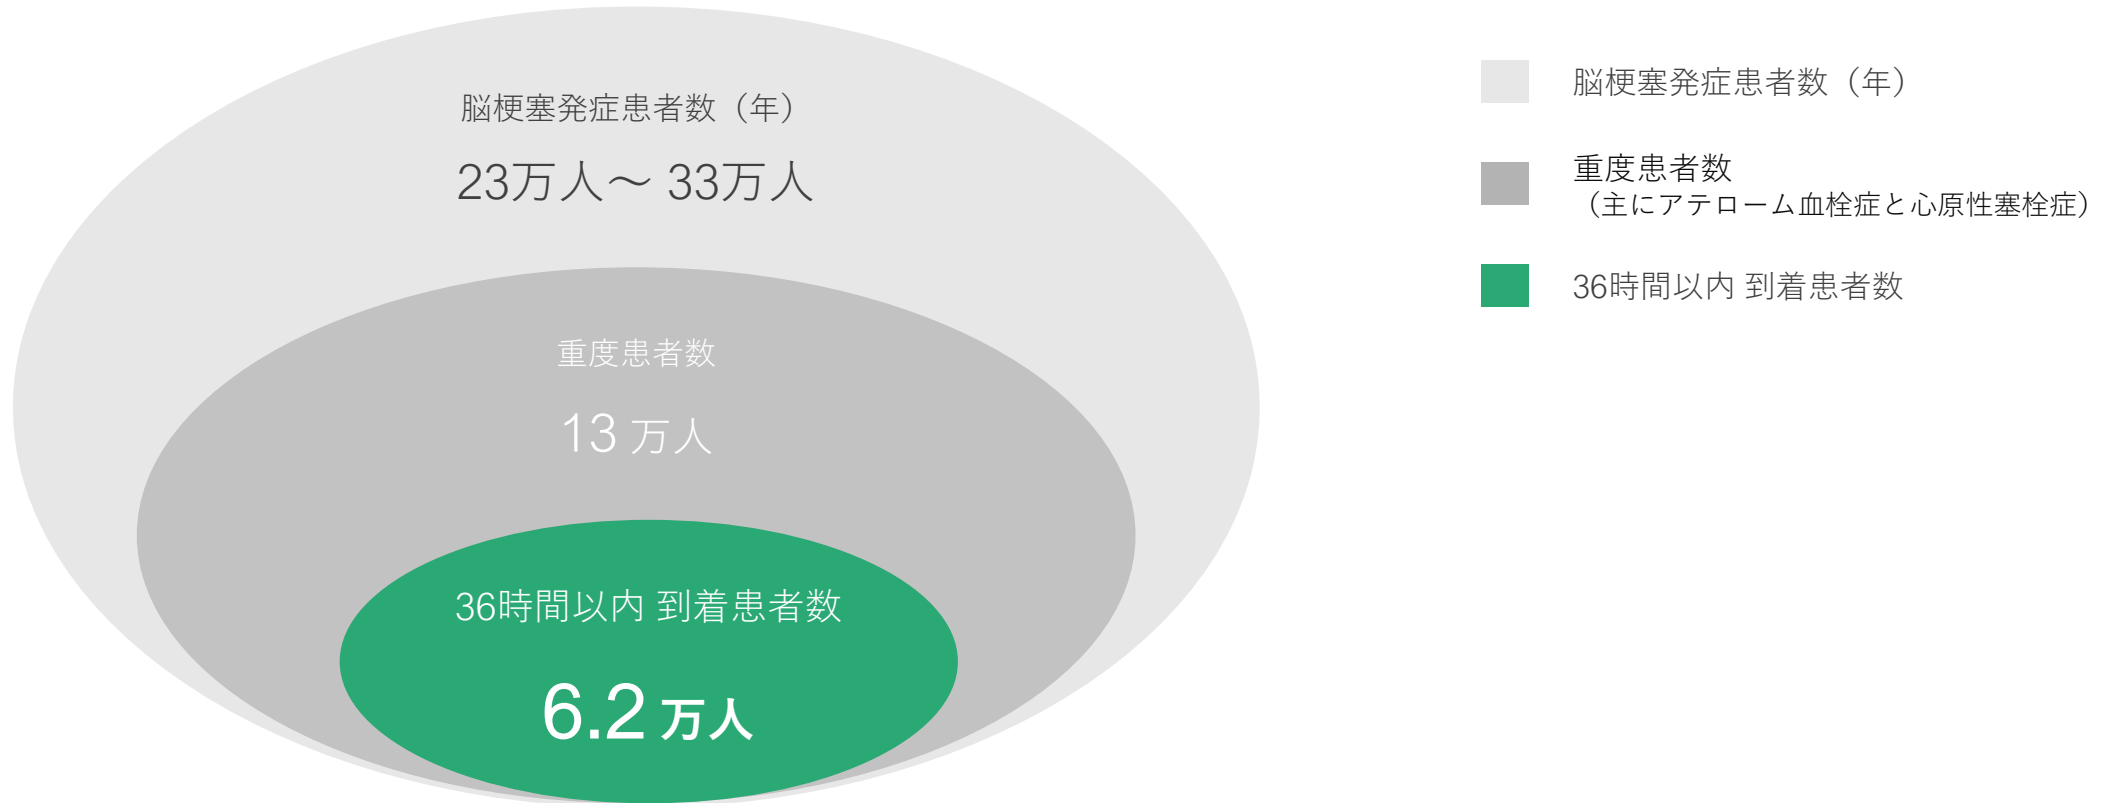 脳梗塞発症患者数（年）
23万人～ 33万人
重度患者数
13 万人
36時間以内 到着患者数
6.2 万人
脳梗塞発症患者数（年）
重度患者数
（主にアテローム血栓症と心原性塞栓症）
36時間以内 到着患者数